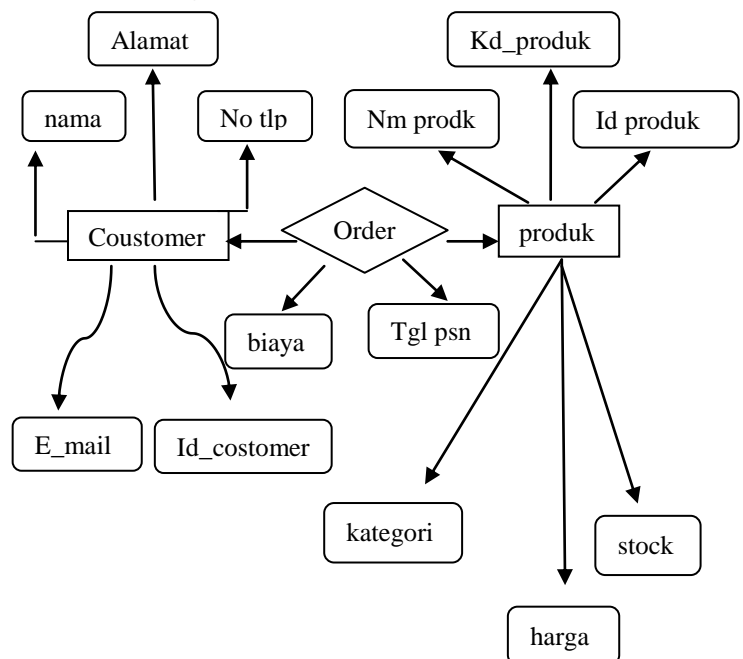 Alamat
Kd_produk
nama
No tlp
Nm prodk
Id produk
Coustomer
Order
produk
biaya
Tgl psn
E_mail
Id_costomer
kategori
stock
harga